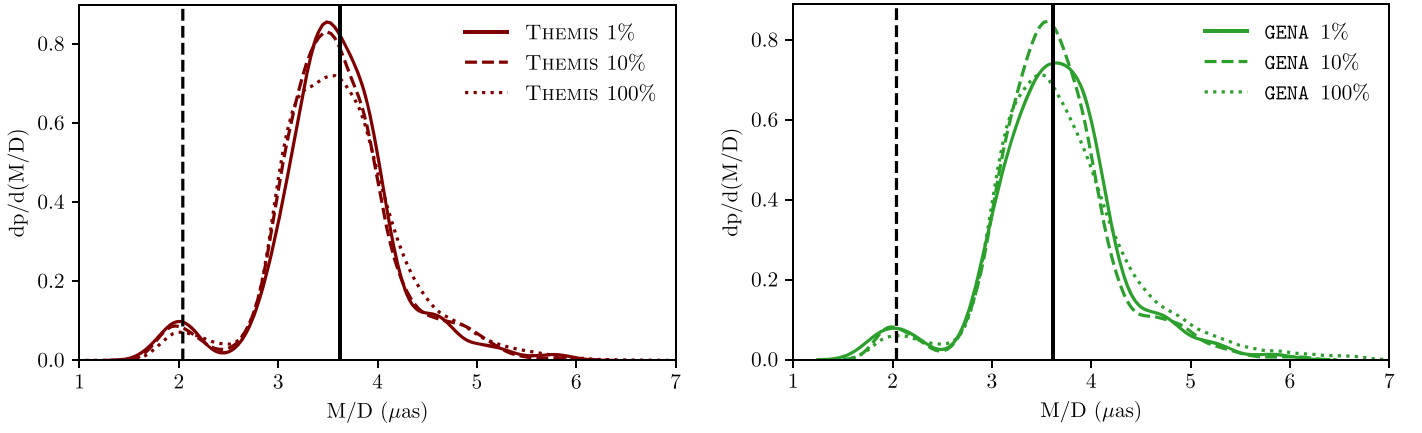 dp/d(M/D)
0.8
0.6
0.4
0.2
0.0
THEMIS 1%
THEMIS 10%
THEMIS 100%
1 2 3 4 5 6 7
M/D (μas)
dp/d(M/D)
0.8
0.6
0.4
0.2
0.0
GENA 1%
GENA 10%
GENA 100%
1 2 3 4 5 6 7
M/D (μas)